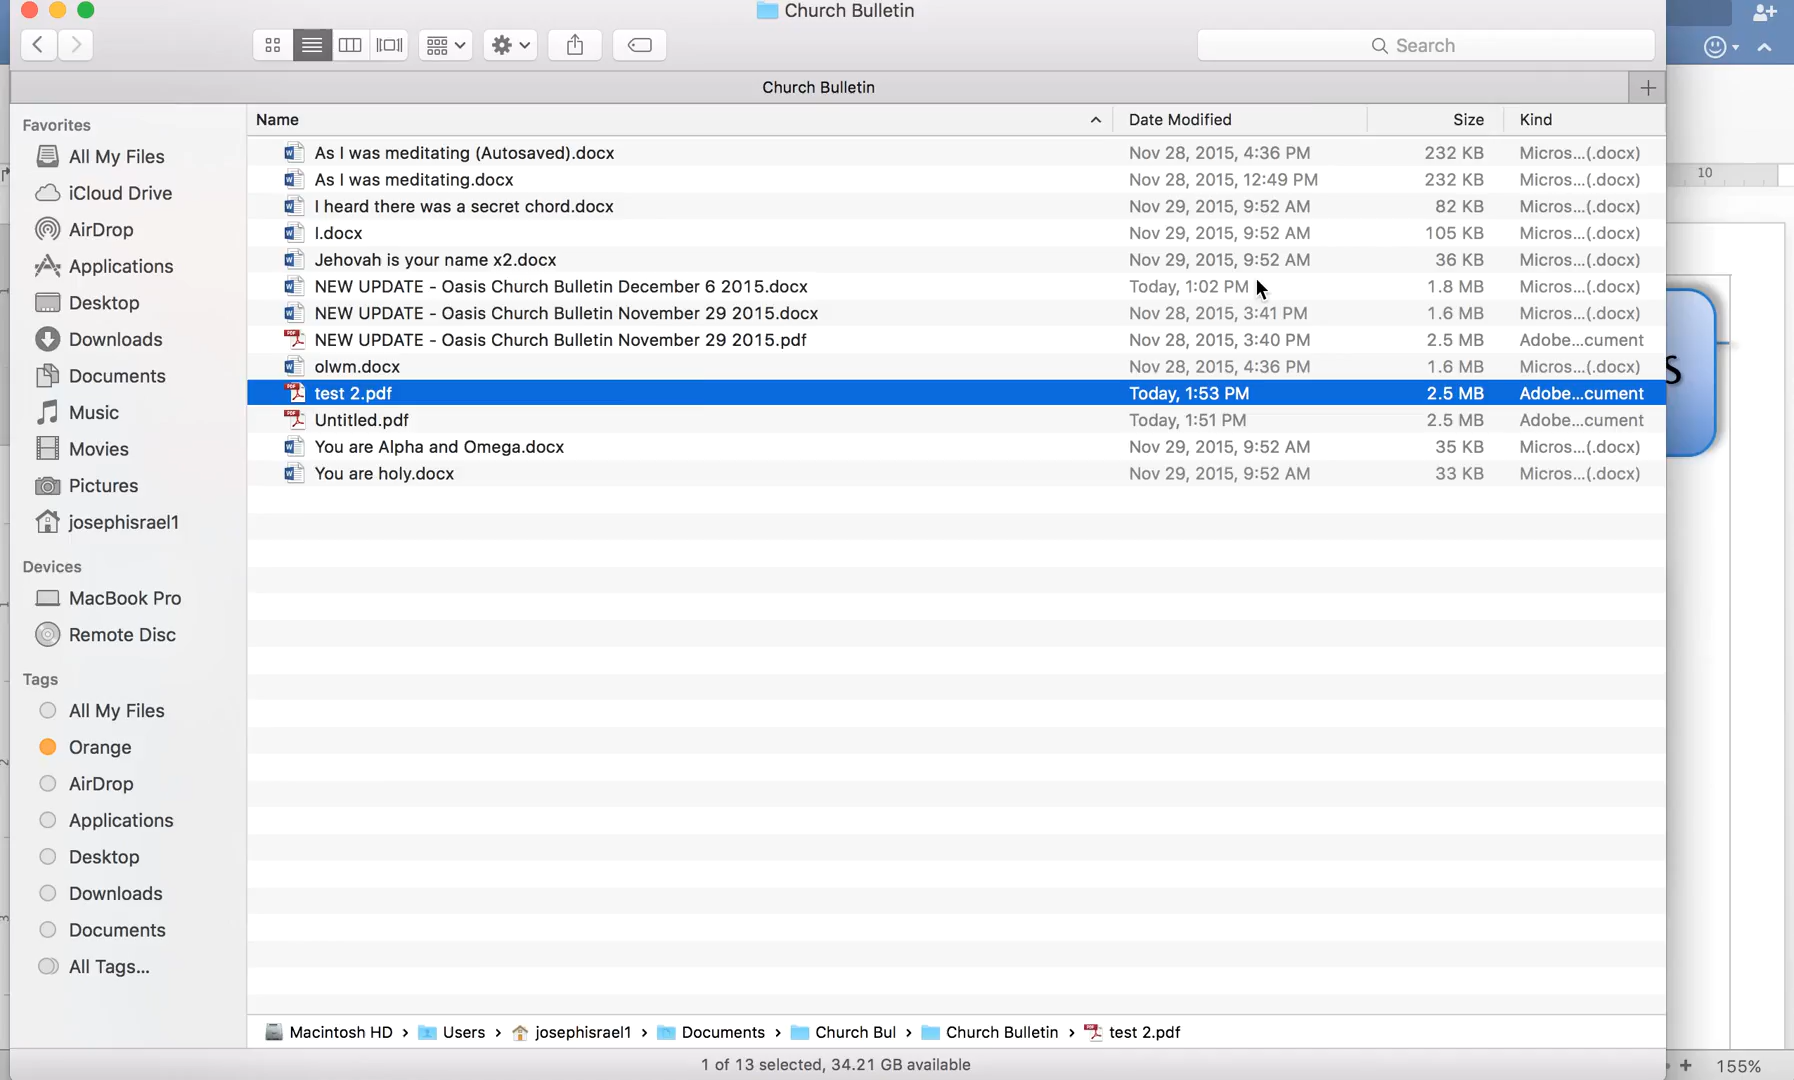 Church Bulletin
Search
Church Bulletin
Favorites
All My Files
iCloud Drive
AirDrop
Applications
Desktop
Downloads
Documents
Music
Movies
Pictures
josephisrael1
Devices
MacBook Pro
Remote Disc
Tags
All My Files
Orange
AirDrop
Applications
Desktop
Downloads
Documents
All Tags...
Name Date Modified Size Kind
As I was meditating (Autosaved).docx Nov 28, 2015, 4:36 PM 232 KB Micros...(.docx)
As I was meditating.docx Nov 28, 2015, 12:49 PM 232 KB Micros...(.docx)
I heard there was a secret chord.docx Nov 29, 2015, 9:52 AM 82 KB Micros...(.docx)
I.docx Nov 29, 2015, 9:52 AM 105 KB Micros...(.docx)
Jehovah is your name x2.docx Nov 29, 2015, 9:52 AM 36 KB Micros...(.docx)
NEW UPDATE - Oasis Church Bulletin December 6 2015.docx Today, 1:02 PM 1.8 MB Micros...(.docx)
NEW UPDATE - Oasis Church Bulletin November 29 2015.docx Nov 28, 2015, 3:41 PM 1.6 MB Micros...(.docx)
NEW UPDATE - Oasis Church Bulletin November 29 2015.pdf Nov 28, 2015, 3:40 PM 2.5 MB Adobe...cument
olwm.docx Nov 28, 2015, 4:36 PM 1.6 MB Micros...(.docx)
test 2.pdf Today, 1:53 PM 2.5 MB Adobe...cument
Untitled.pdf Today, 1:51 PM 2.5 MB Adobe...cument
You are Alpha and Omega.docx Nov 29, 2015, 9:52 AM 35 KB Micros...(.docx)
You are holy.docx Nov 29, 2015, 9:52 AM 33 KB Micros...(.docx)
Macintosh HD › Users › josephisrael1 › Documents › Church Bul › Church Bulletin › test 2.pdf
1 of 13 selected, 34.21 GB available
10
S
155%